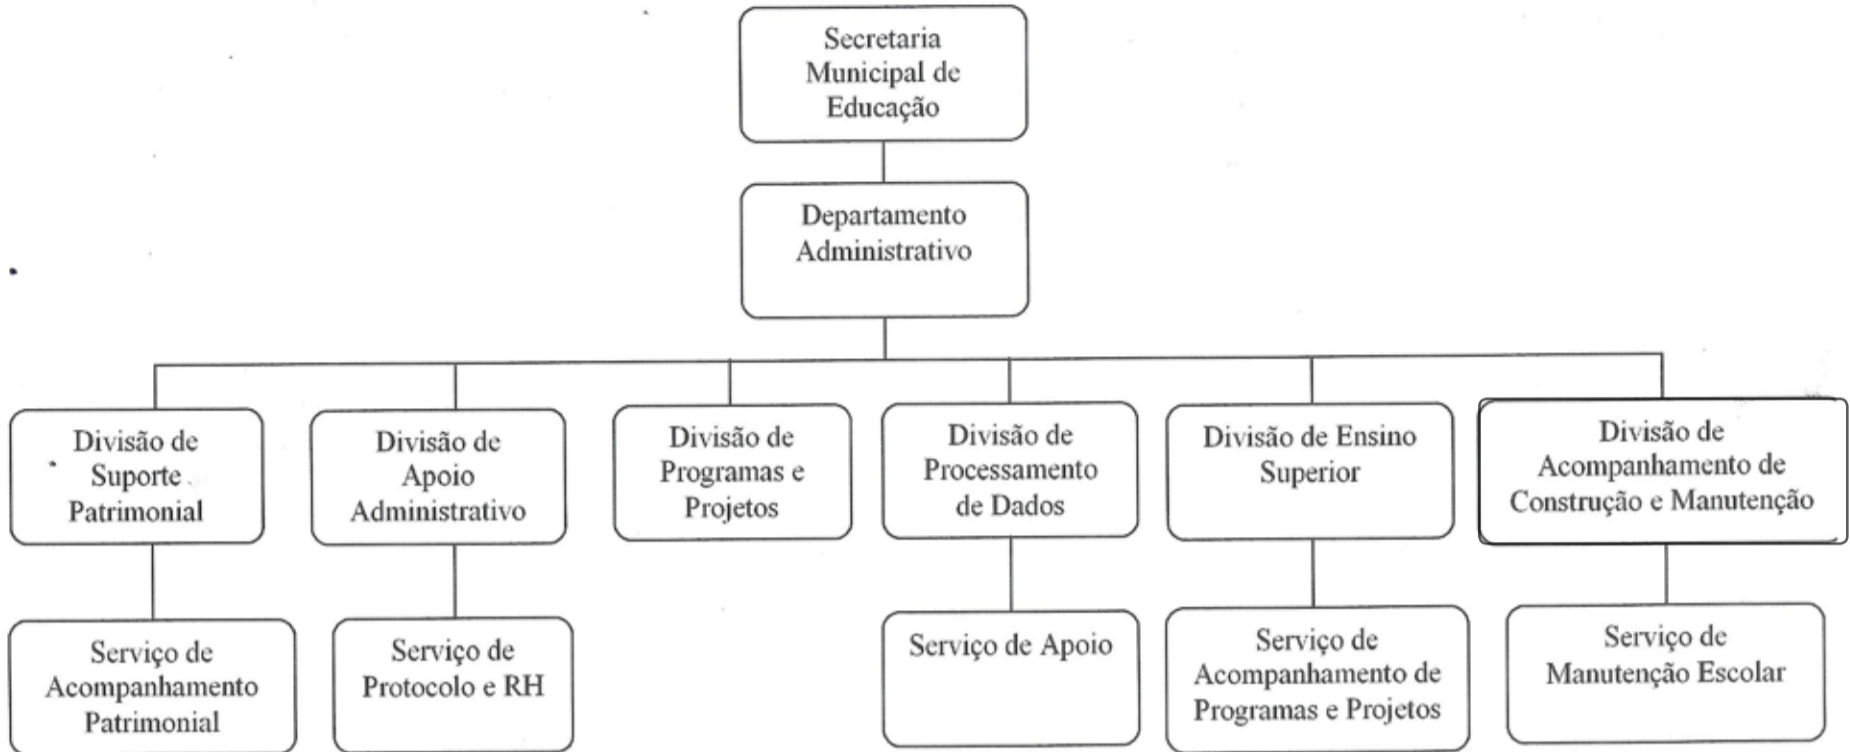 Secretaria
Municipal de
Educação
Departamento
Administrativo
Divisão de
Suporte
Patrimonial
Divisão de
Apoio
Administrativo
Divisão de
Programas e
Projetos
Divisão de
Processamento
de Dados
Divisão de Ensino
Superior
Divisão de
Acompanhamento de
Construção e Manutenção
Serviço de
Acompanhamento
Patrimonial
Serviço de
Protocolo e RH
Serviço de Apoio
Serviço de
Acompanhamento de
Programas e Projetos
Serviço de
Manutenção Escolar